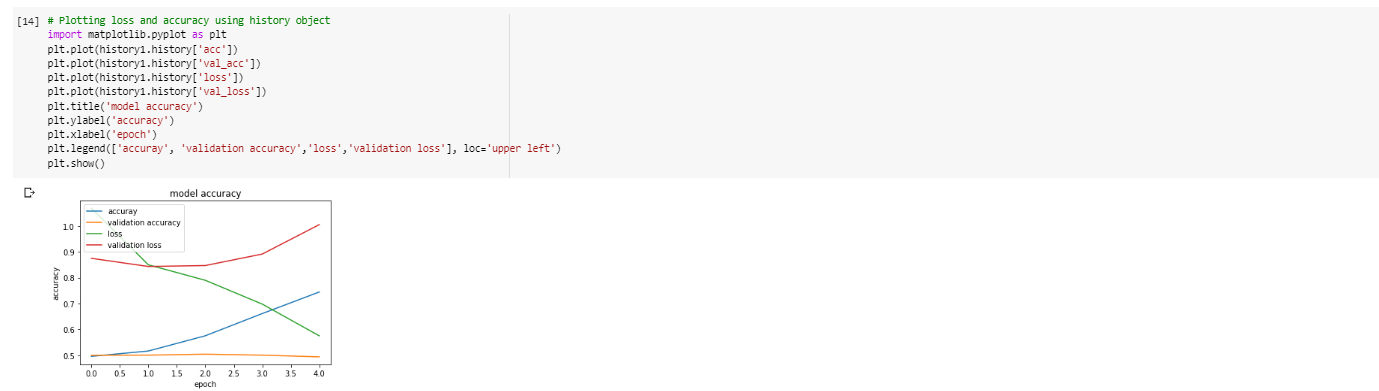 [14] # Plotting loss and accuracy using history object
import matplotlib.pyplot as plt
plt.plot(history1.history['acc'])
plt.plot(history1.history['val_acc'])
plt.plot(history1.history['loss'])
plt.plot(history1.history['val_loss'])
plt.title('model accuracy')
plt.ylabel('accuracy')
plt.xlabel('epoch')
plt.legend(['accuray', 'validation accuracy','loss','validation loss'], loc='upper left')
plt.show()
model accuracy
accuray
validation accuracy
loss
validation loss
1.0
0.9
0.8
0.7
0.6
0.5
accuracy
0.0 0.5 1.0 1.5 2.0 2.5 3.0 3.5 4.0
epoch